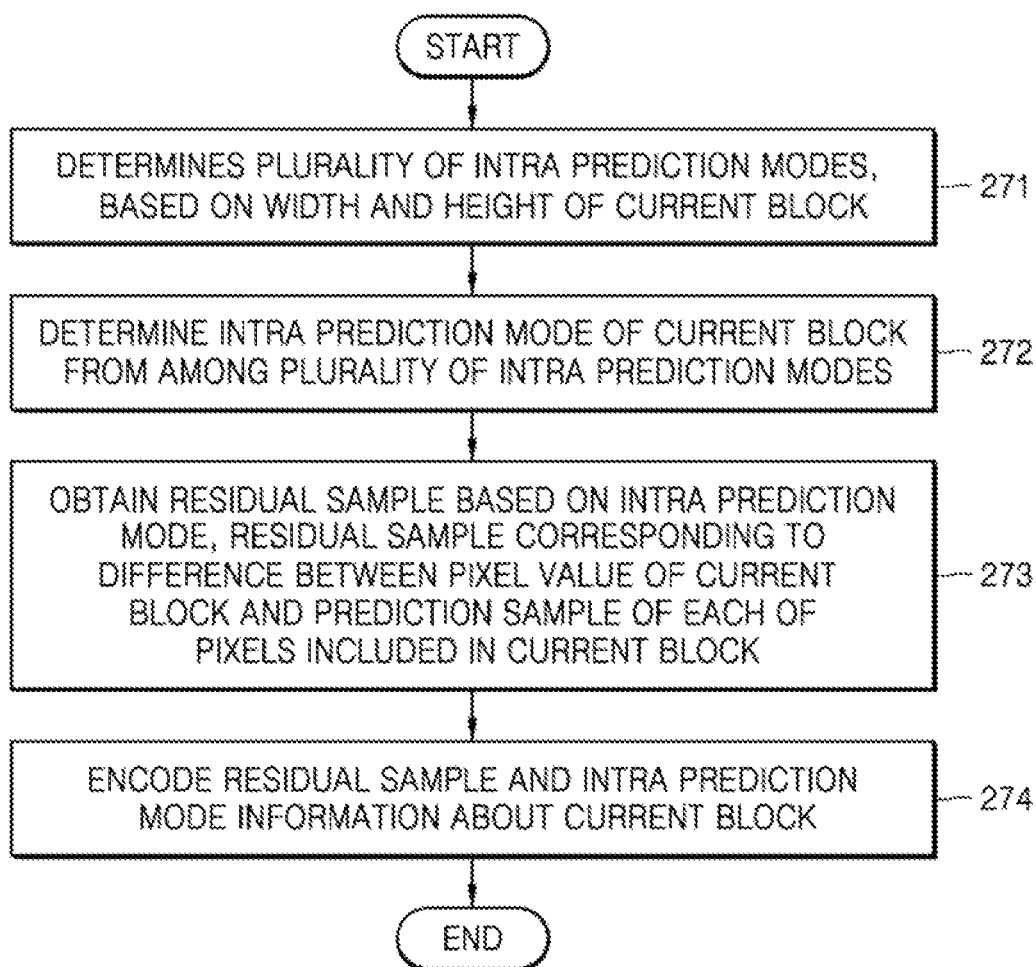 START
DETERMINES PLURALITY OF INTRA PREDICTION MODES,
BASED ON WIDTH AND HEIGHT OF CURRENT BLOCK
271
DETERMINE INTRA PREDICTION MODE OF CURRENT BLOCK
FROM AMONG PLURALITY OF INTRA PREDICTION MODES
272
OBTAIN RESIDUAL SAMPLE BASED ON INTRA PREDICTION
MODE, RESIDUAL SAMPLE CORRESPONDING TO
DIFFERENCE BETWEEN PIXEL VALUE OF CURRENT
BLOCK AND PREDICTION SAMPLE OF EACH OF
PIXELS INCLUDED IN CURRENT BLOCK
273
ENCODE RESIDUAL SAMPLE AND INTRA PREDICTION
MODE INFORMATION ABOUT CURRENT BLOCK
274
END